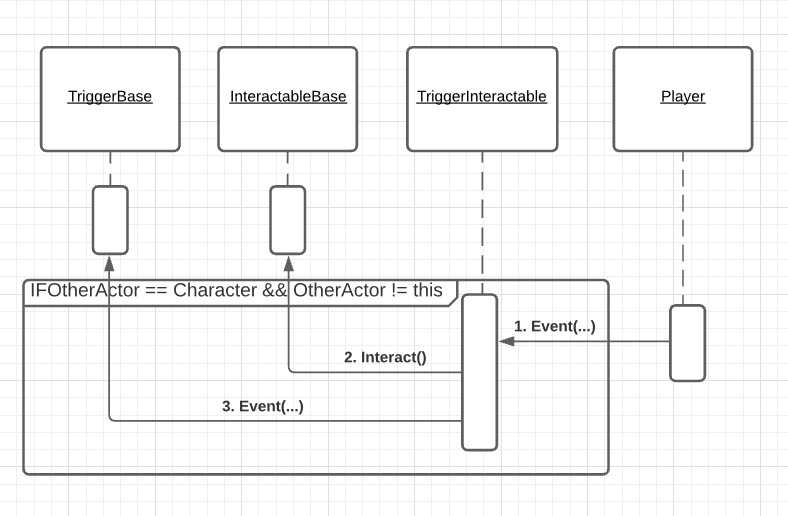 TriggerBase
InteractableBase
TriggerInteractable
Player
IFOtherActor == Character && OtherActor != this
1. Event(...)
2. Interact()
3. Event(...)